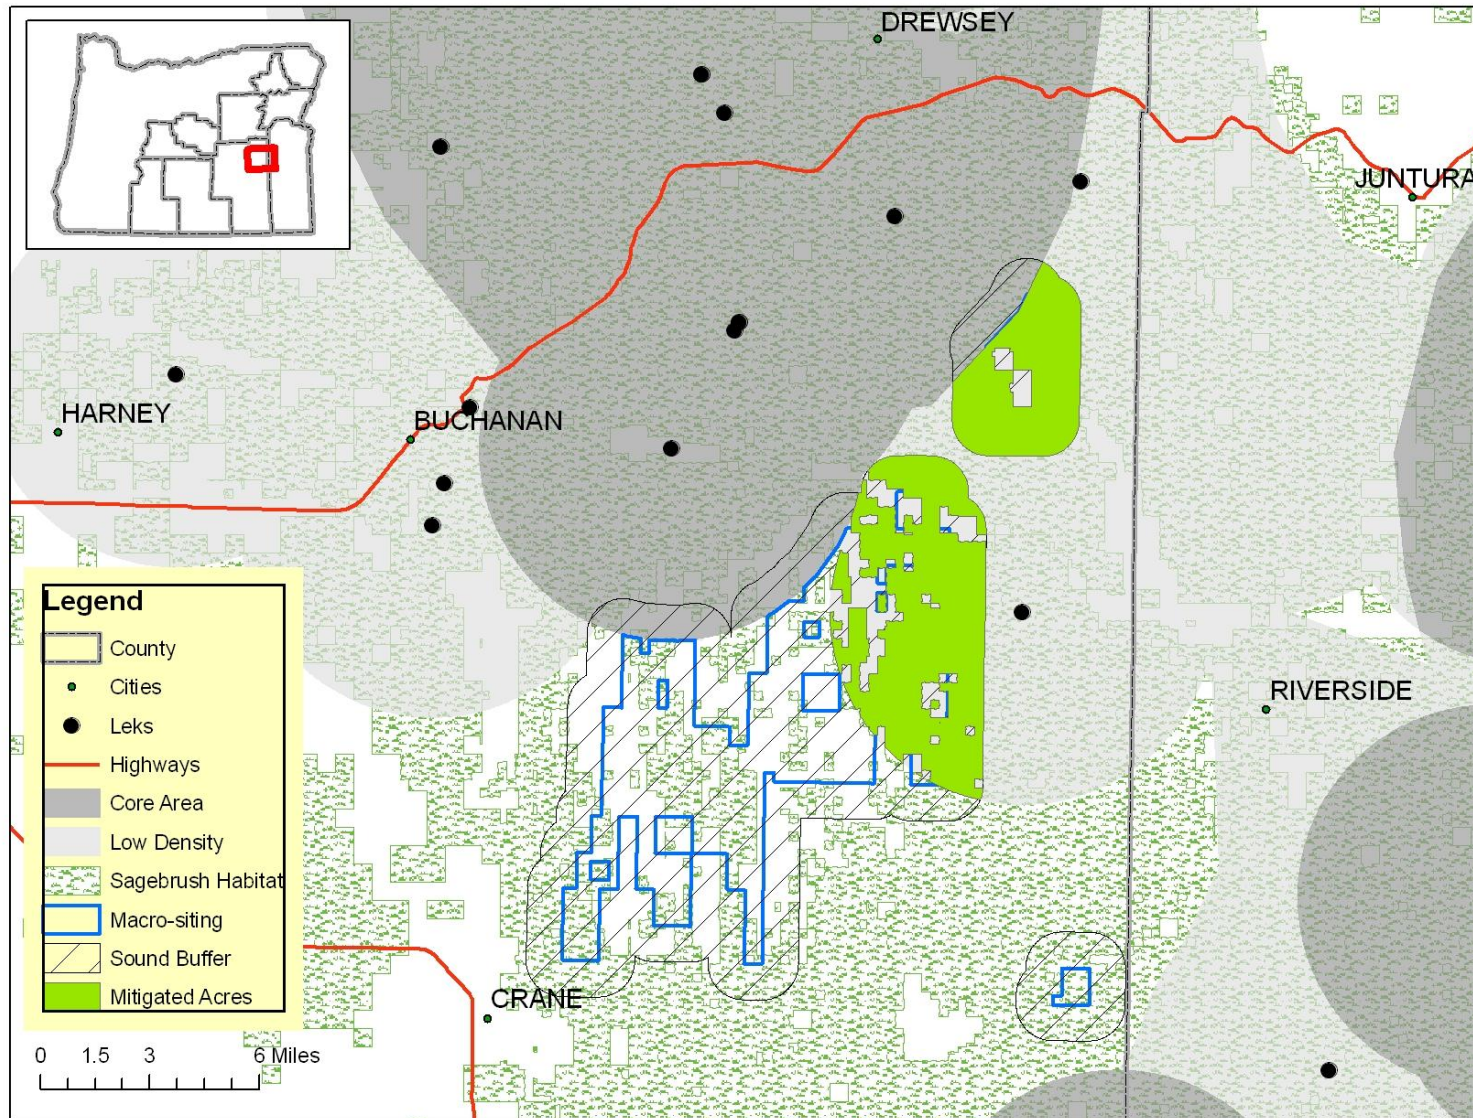 DREWSEY
JUNTURA
HARNEY
BUCHANAN
RIVERSIDE
CRANE
Legend
County
Cities
Leks
Highways
Core Area
Low Density
Sagebrush Habitat
Macro-siting
Sound Buffer
Mitigated Acres
0 1.5 3 6 Miles